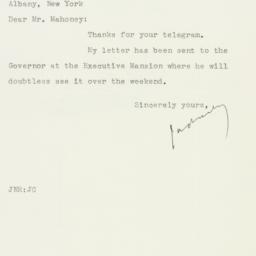 Albany, New York
Dear Mr. Mahoney:
Thanks for your telegram.
My letter has been sent to the
Governor at the Executive Mansion where he will
doubtless see it over the weekend.
Sincerely yours,
JER:JC